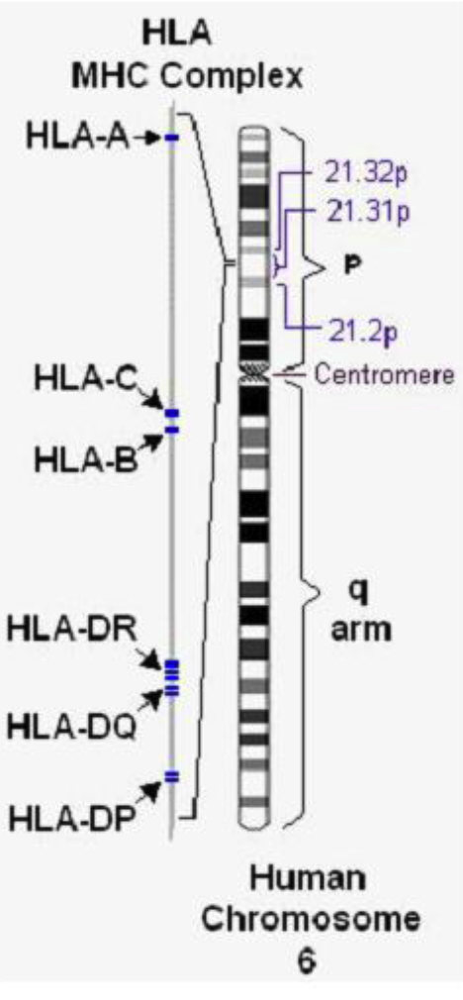 HLA
MHC Complex
HLA-A
21.32p
21.31p
p
21.2p
HLA-C
Centromere
HLA-B
q
arm
HLA-DR
HLA-DQ
HLA-DP
Human
Chromosome
6